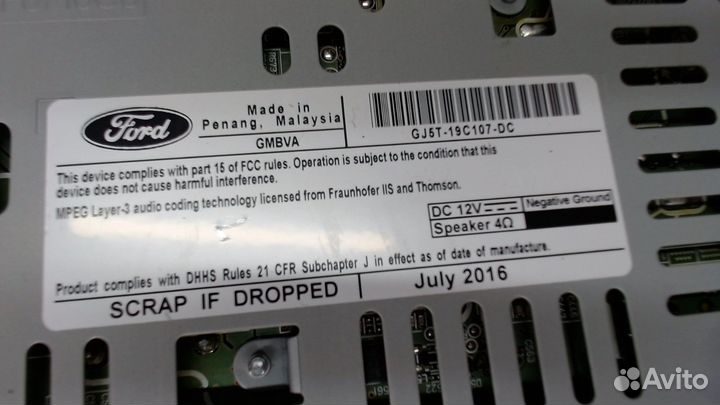 Ford
Made in
Penang, Malaysia
GMBVA
GJ5T-19C107-DC
This device complies with part 15 of FCC rules. Operation is subject to the condition that this
device does not cause harmful interference.
MPEG Layer-3 audio coding technology licensed from Fraunhofer IIS and Thomson.
DC 12V Negative Ground
Speaker 4Ω
Product complies with DHHS Rules 21 CFR Subchapter J in effect as of date of manufacture.
SCRAP IF DROPPED
July 2016
Avito